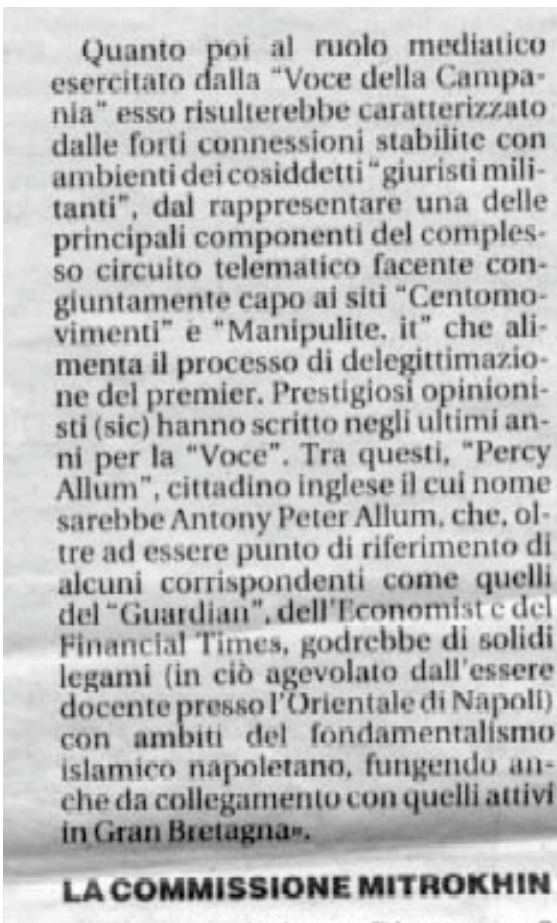 Quanto poi al ruolo mediatico
esercitato dalla "Voce della Campa-
nia" esso risulterebbe caratterizzato
dalle forti connessioni stabilite con
ambienti dei cosiddetti "giuristi mili-
tanti", dal rappresentare una delle
principali componenti del comples-
so circuito telematico facente con-
giuntamente capo ai siti "Centomo-
vimenti" e "Manipulite. it" che ali-
menta il processo di delegittimazio-
ne del premier. Prestigiosi opinioni-
sti (sic) hanno scritto negli ultimi an-
ni per la "Voce". Tra questi, "Percy
Allum", cittadino inglese il cui nome
sarebbe Antony Peter Allum, che, ol-
tre ad essere punto di riferimento di
alcuni corrispondenti come quelli
del "Guardian", dell'Economist e del
Financial Times, godrebbe di solidi
legami (in ciò agevolato dall'essere
docente presso l'Orientale di Napoli)
con ambiti del fondamentalismo
islamico napoletano, fungendo an-
che da collegamento con quelli attivi
in Gran Bretagna».
LA COMMISSIONE MITROKHIN